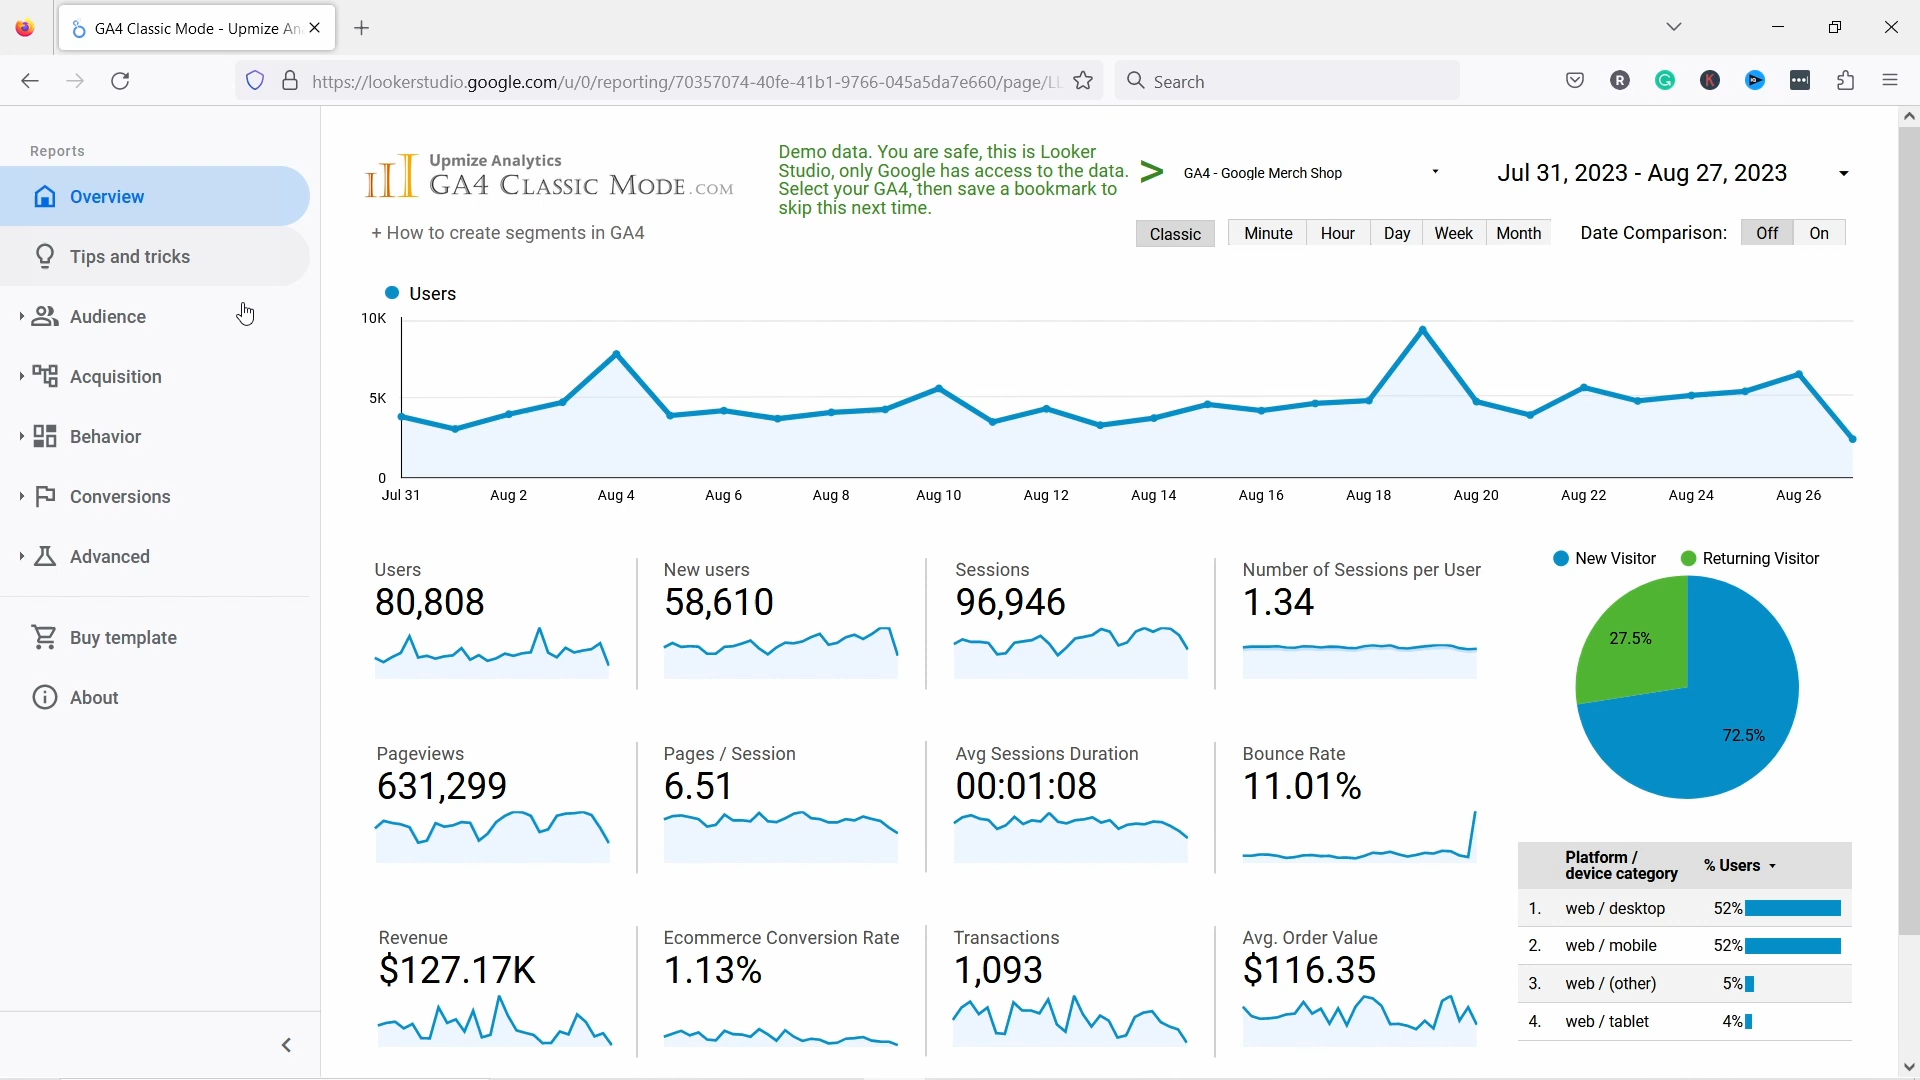 GA4 Classic Mode - Upmize An
https://lookerstudio.google.com/u/0/reporting/70357074-40fe-41b1-9766-045a5da7e660/page/
Search
Reports
Overview
Tips and tricks
Audience
Acquisition
Behavior
Conversions
Advanced
Buy template
About
Upmize Analytics
GA4 Classic Mode.com
+ How to create segments in GA4
Demo data. You are safe, this is Looker
Studio, only Google has access to the data.
Select your GA4, then save a bookmark to
skip this next time.
>
GA4 - Google Merch Shop
Jul 31, 2023 - Aug 27, 2023
Classic
Minute
Hour
Day
Week
Month
Date Comparison:
Off
On
Users
10K
5K
0
Jul 31
Aug 2
Aug 4
Aug 6
Aug 8
Aug 10
Aug 12
Aug 14
Aug 16
Aug 18
Aug 20
Aug 22
Aug 24
Aug 26
Users
80,808
New users
58,610
Sessions
96,946
Number of Sessions per User
1.34
Pageviews
631,299
Pages / Session
6.51
Avg Sessions Duration
00:01:08
Bounce Rate
11.01%
Revenue
$127.17K
Ecommerce Conversion Rate
1.13%
Transactions
1,093
Avg. Order Value
$116.35
New Visitor
Returning Visitor
27.5%
72.5%
Platform /
device category
% Users
1. web / desktop 52%
2. web / mobile 52%
3. web / (other) 5%
4. web / tablet 4%